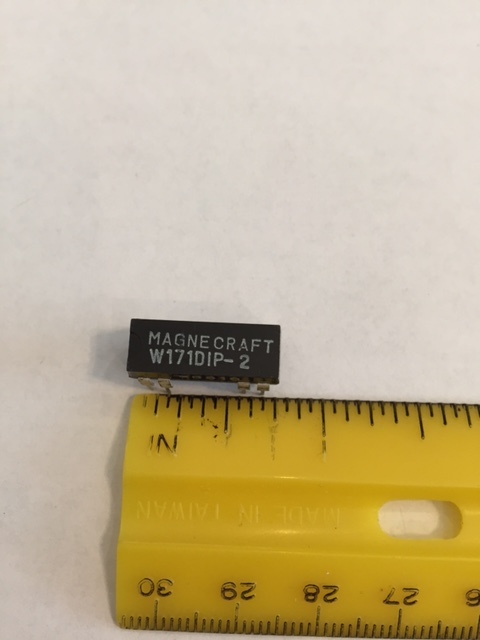 MAGNECRAFT
W171DIP-2
IN
MADE IN TAIWAN
30 29 28 27